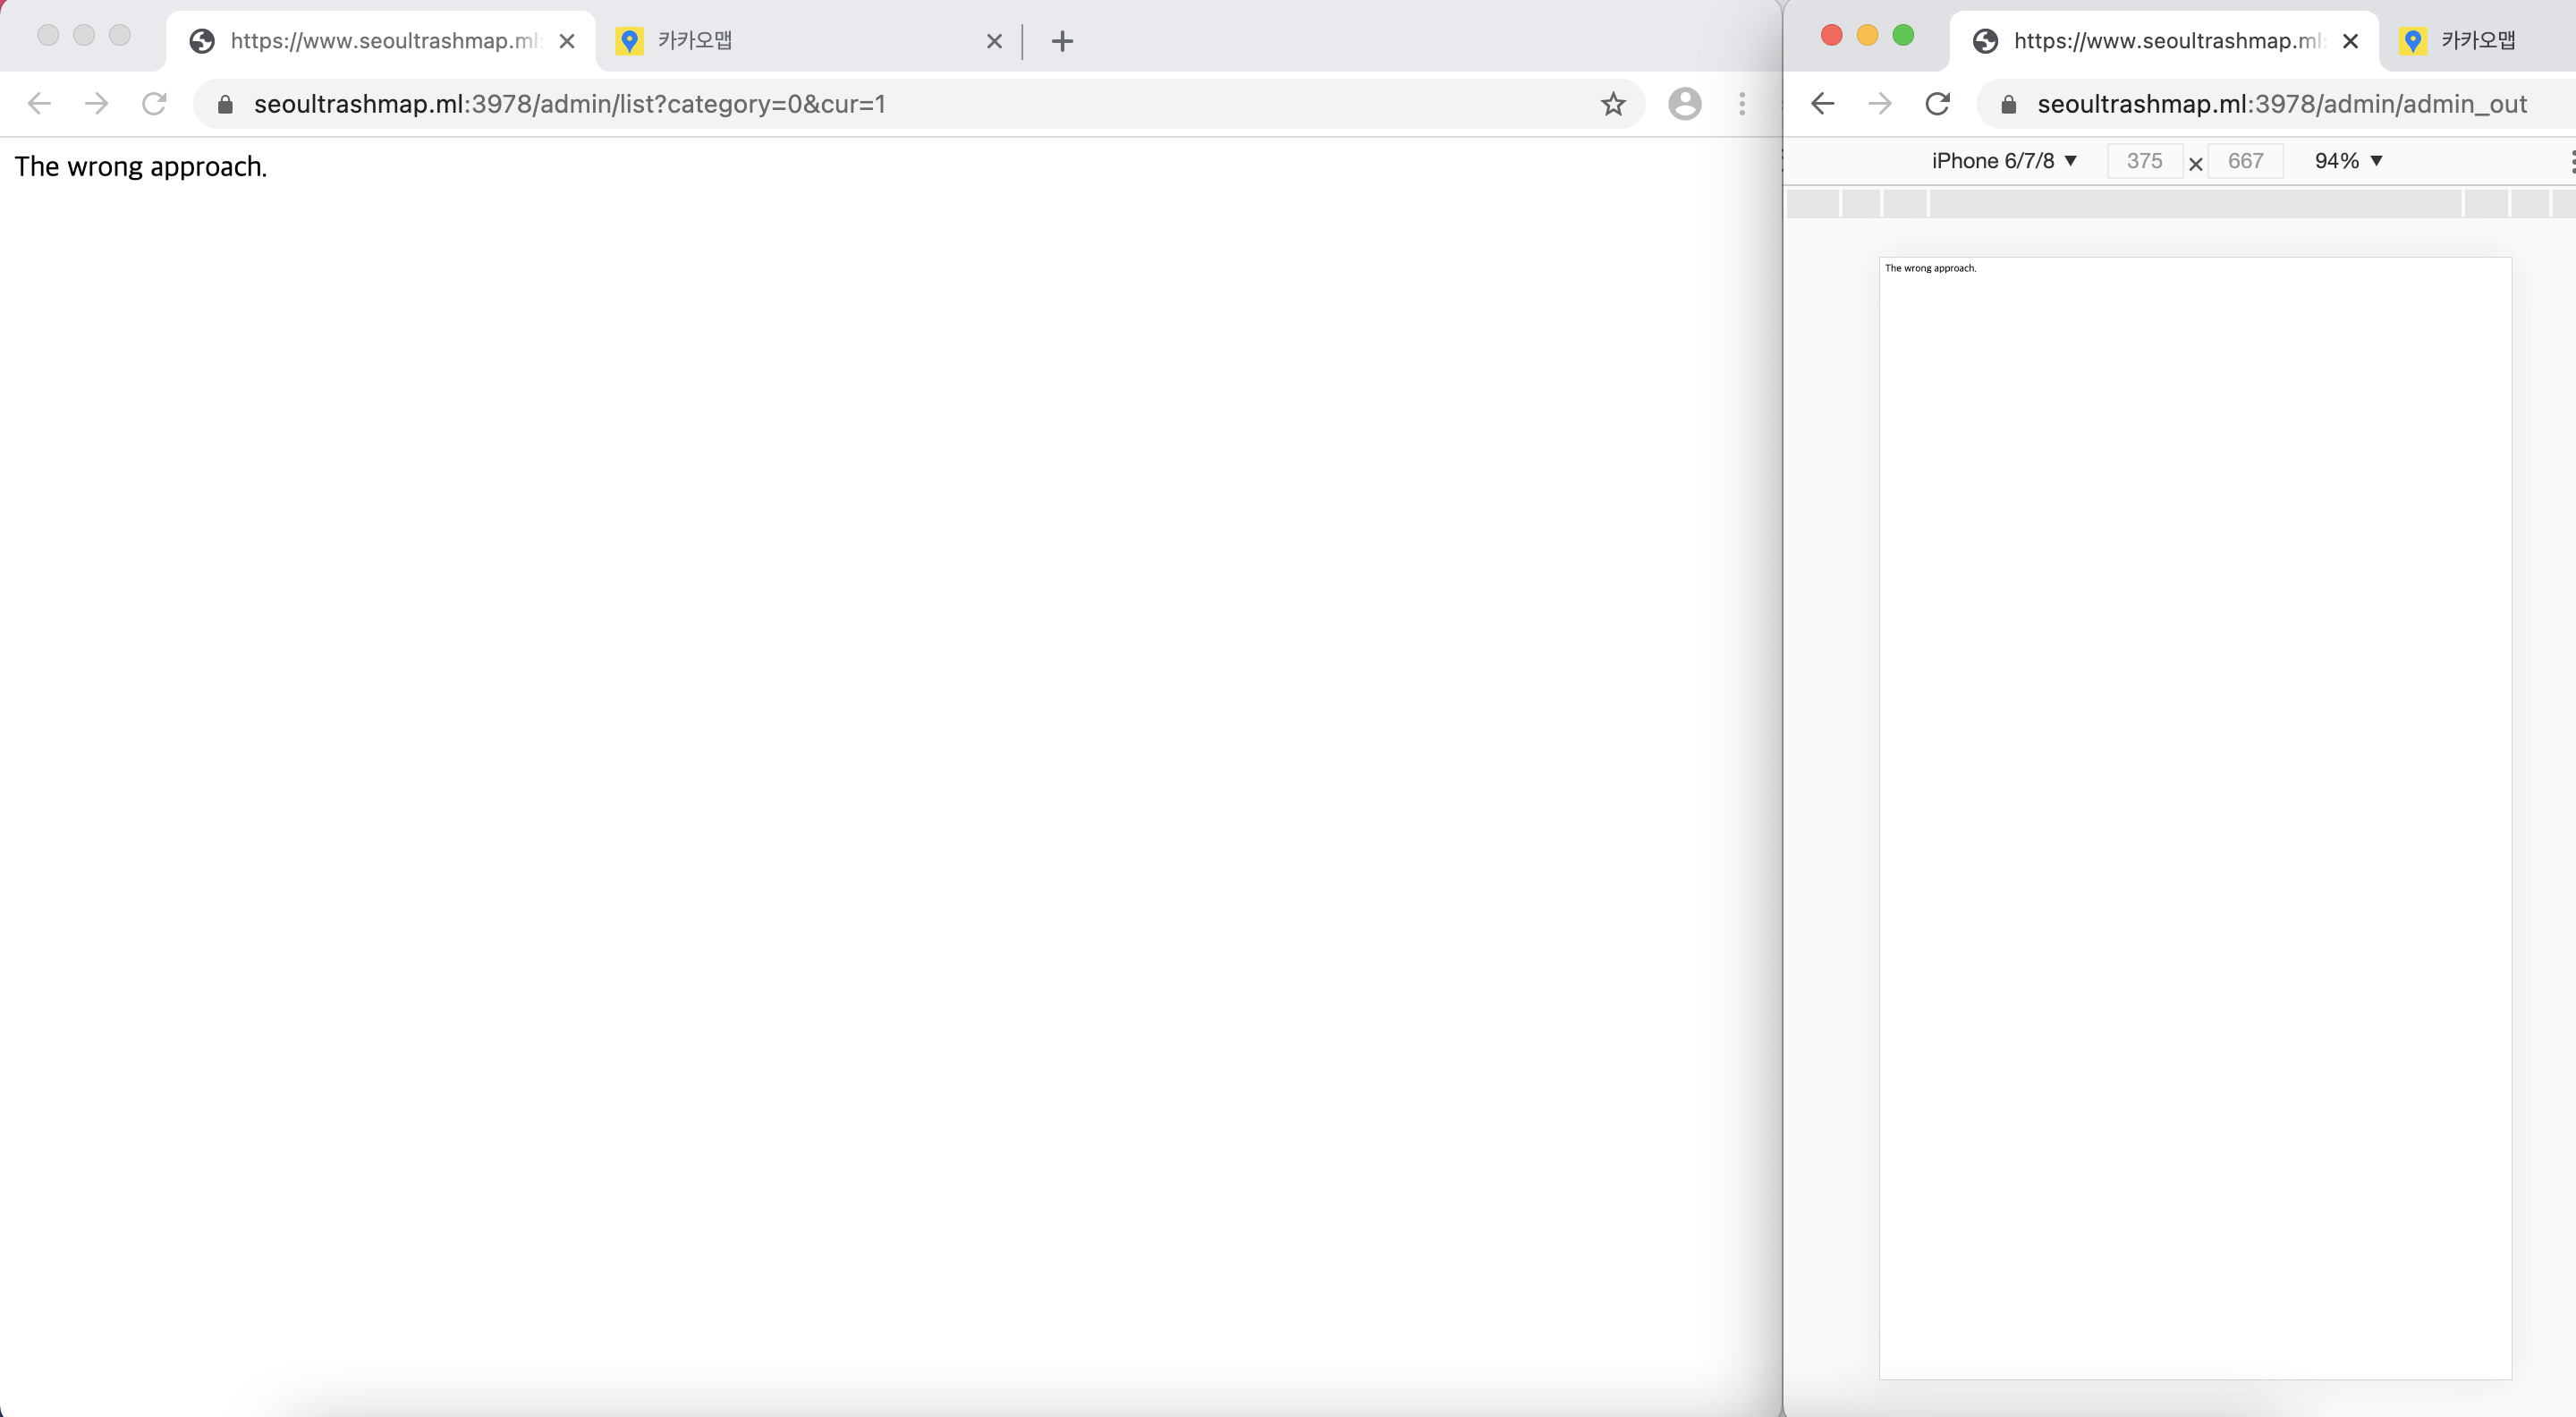 https://www.seoultrashmap.ml:
카카오맵
seoultrashmap.ml:3978/admin/list?category=0&cur=1
The wrong approach.
https://www.seoultrashmap.ml:
카카오맵
seoultrashmap.ml:3978/admin/admin_out
iPhone 6/7/8 ▼ 375 × 667 94% ▼
The wrong approach.